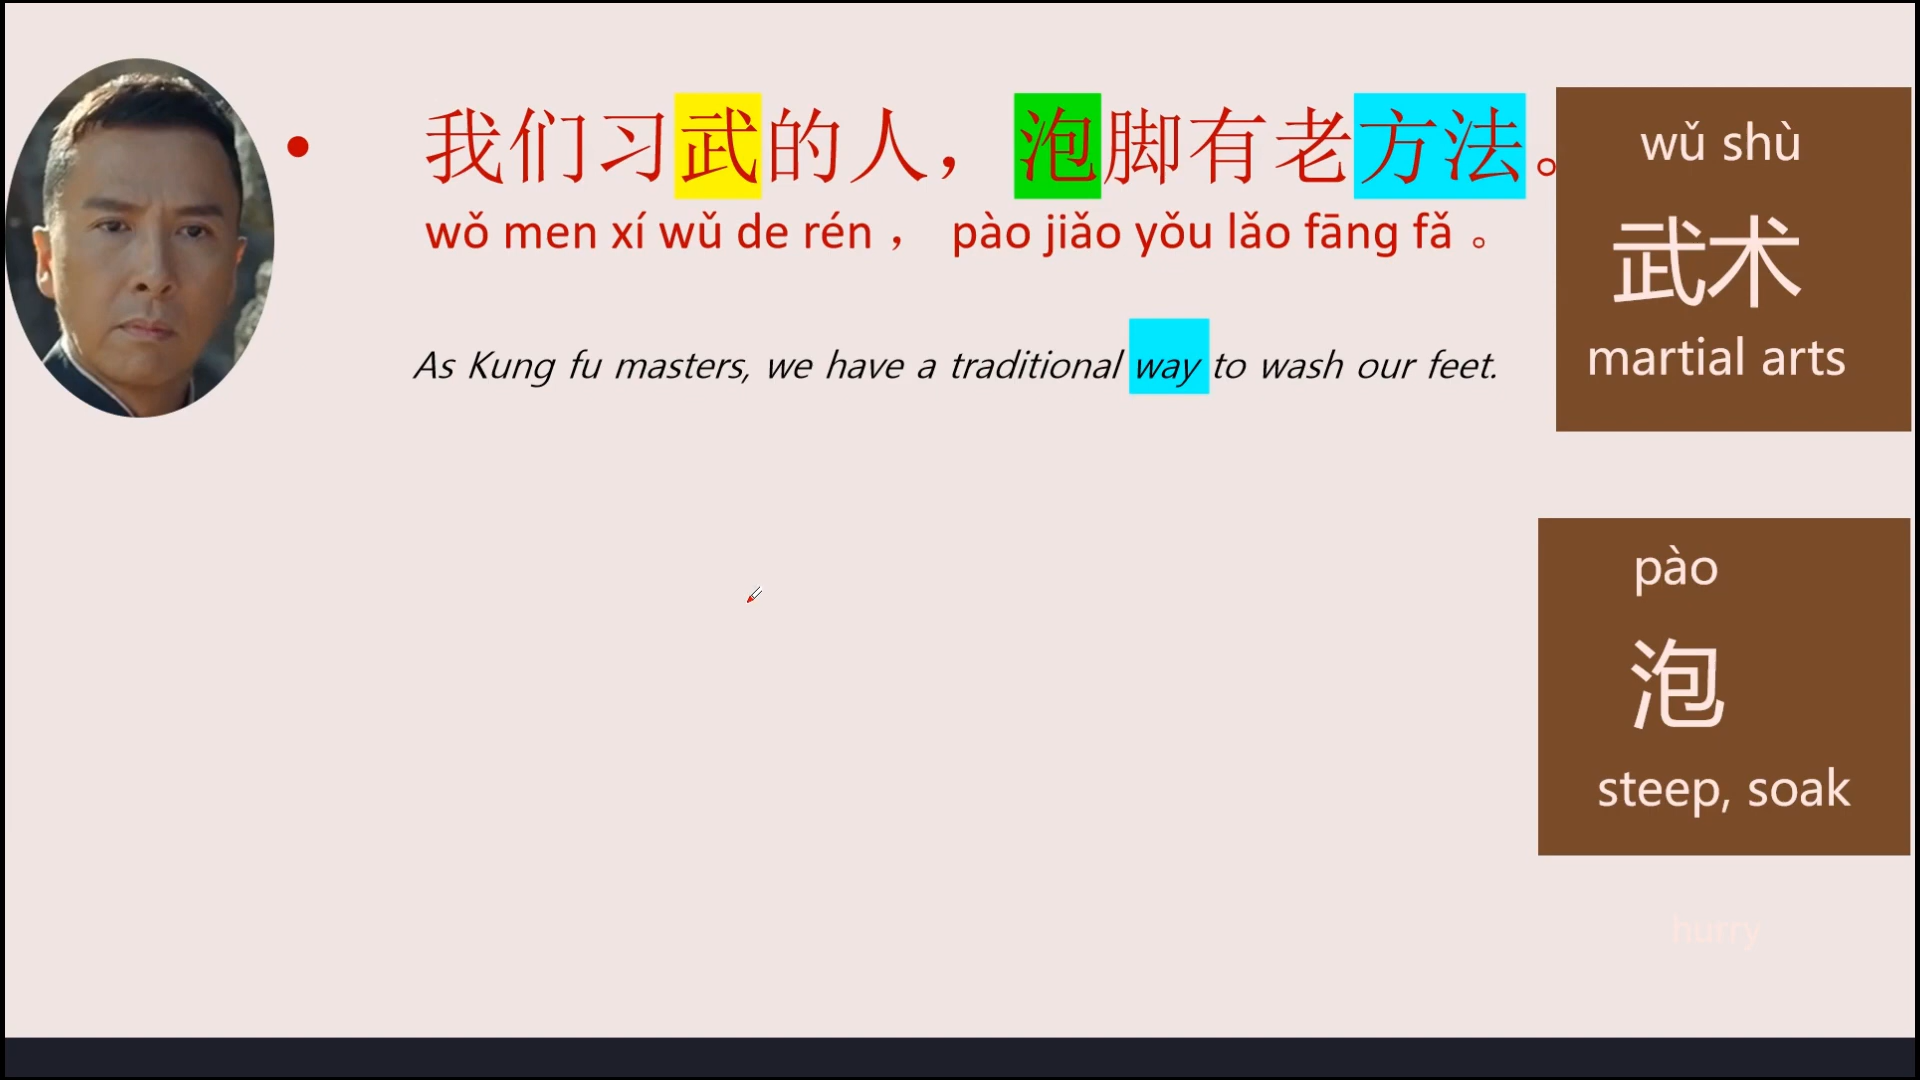 • 我们习武的人，泡脚有老方法。
wǒ men xí wǔ de rén ， pào jiǎo yǒu lǎo fāng fǎ 。
As Kung fu masters, we have a traditional way to wash our feet.
wǔ shù
武术
martial arts
pào
泡
steep, soak
hurry